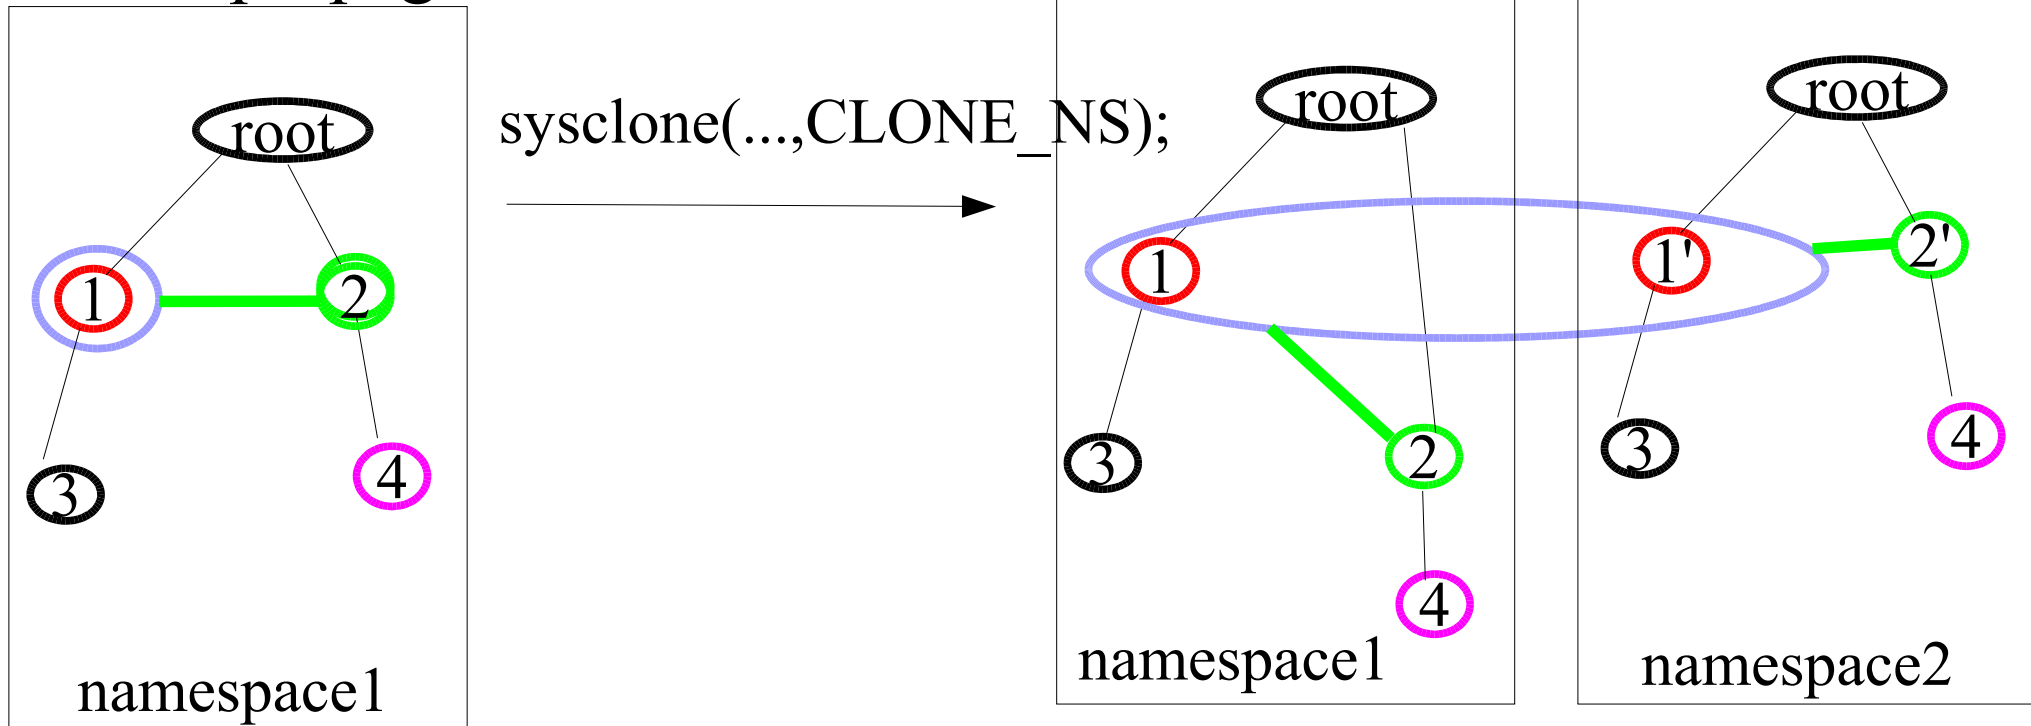 root
1
2
3
4
namespace1
sysclone(...,CLONE_NS);
root
1
3
2
4
namespace1
root
1'
2'
3
4
namespace2